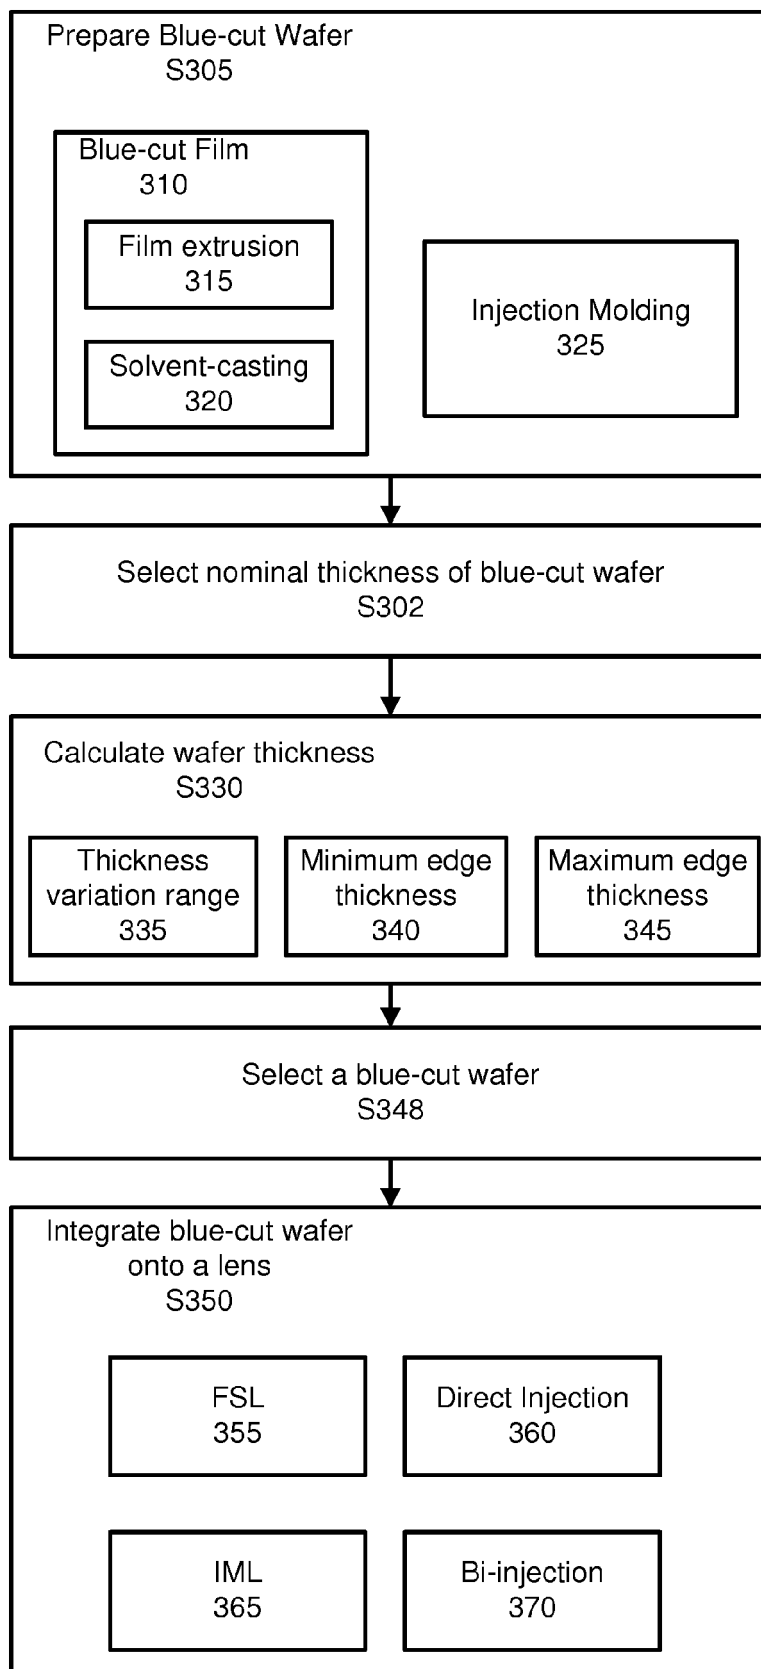 Prepare Blue-cut Wafer
S305
Blue-cut Film
310
Film extrusion
315
Solvent-casting
320
Injection Molding
325
Select nominal thickness of blue-cut wafer
S302
Calculate wafer thickness
S330
Thickness
variation range
335
Minimum edge
thickness
340
Maximum edge
thickness
345
Select a blue-cut wafer
S348
Integrate blue-cut wafer
onto a lens
S350
FSL
355
Direct Injection
360
IML
365
Bi-injection
370